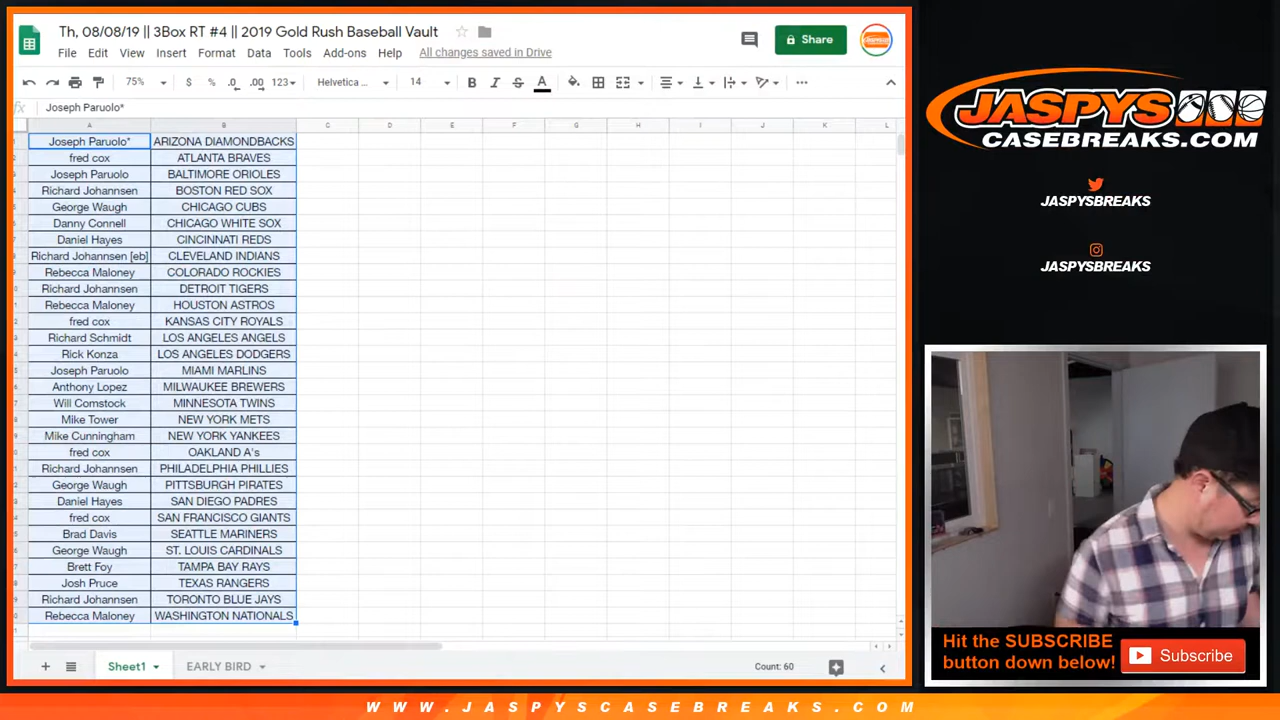 Th, 08/08/19 || 3Box RT #4 || 2019 Gold Rush Baseball Vault
File Edit View Format Data Tools Add-ons Help All changes saved in Drive
Share
75% $ % .0 .00 123 Helvetica ... 14 B I S A
fx Joseph Paruolo*
A B C D E F G H I J K L
Joseph Paruolo* ARIZONA DIAMONDBACKS
fred cox ATLANTA BRAVES
Joseph Paruolo BALTIMORE ORIOLES
Richard Johannsen BOSTON RED SOX
George Waugh CHICAGO CUBS
Danny Connell CHICAGO WHITE SOX
Daniel Hayes CINCINNATI REDS
Richard Johannsen [eb] CLEVELAND INDIANS
Rebecca Maloney COLORADO ROCKIES
Richard Johannsen DETROIT TIGERS
Rebecca Maloney HOUSTON ASTROS
fred cox KANSAS CITY ROYALS
Richard Schmidt LOS ANGELES ANGELS
Rick Konza LOS ANGELES DODGERS
Joseph Paruolo MIAMI MARLINS
Anthony Lopez MILWAUKEE BREWERS
Will Comstock MINNESOTA TWINS
Mike Tower NEW YORK METS
Mike Cunningham NEW YORK YANKEES
fred cox OAKLAND A's
Richard Johannsen PHILADELPHIA PHILLIES
George Waugh PITTSBURGH PIRATES
Daniel Hayes SAN DIEGO PADRES
fred cox SAN FRANCISCO GIANTS
Brad Davis SEATTLE MARINERS
George Waugh ST. LOUIS CARDINALS
Brett Foy TAMPA BAY RAYS
Josh Pruce TEXAS RANGERS
Richard Johannsen TORONTO BLUE JAYS
Rebecca Maloney WASHINGTON NATIONALS
Sheet1 EARLY BIRD Count: 60
JASPYS
CASEBREAKS.COM
JASPYSBREAKS
JASPYSBREAKS
Hit the SUBSCRIBE
button down below!
Subscribe
WWW.JASPYSCASEBREAKS.COM